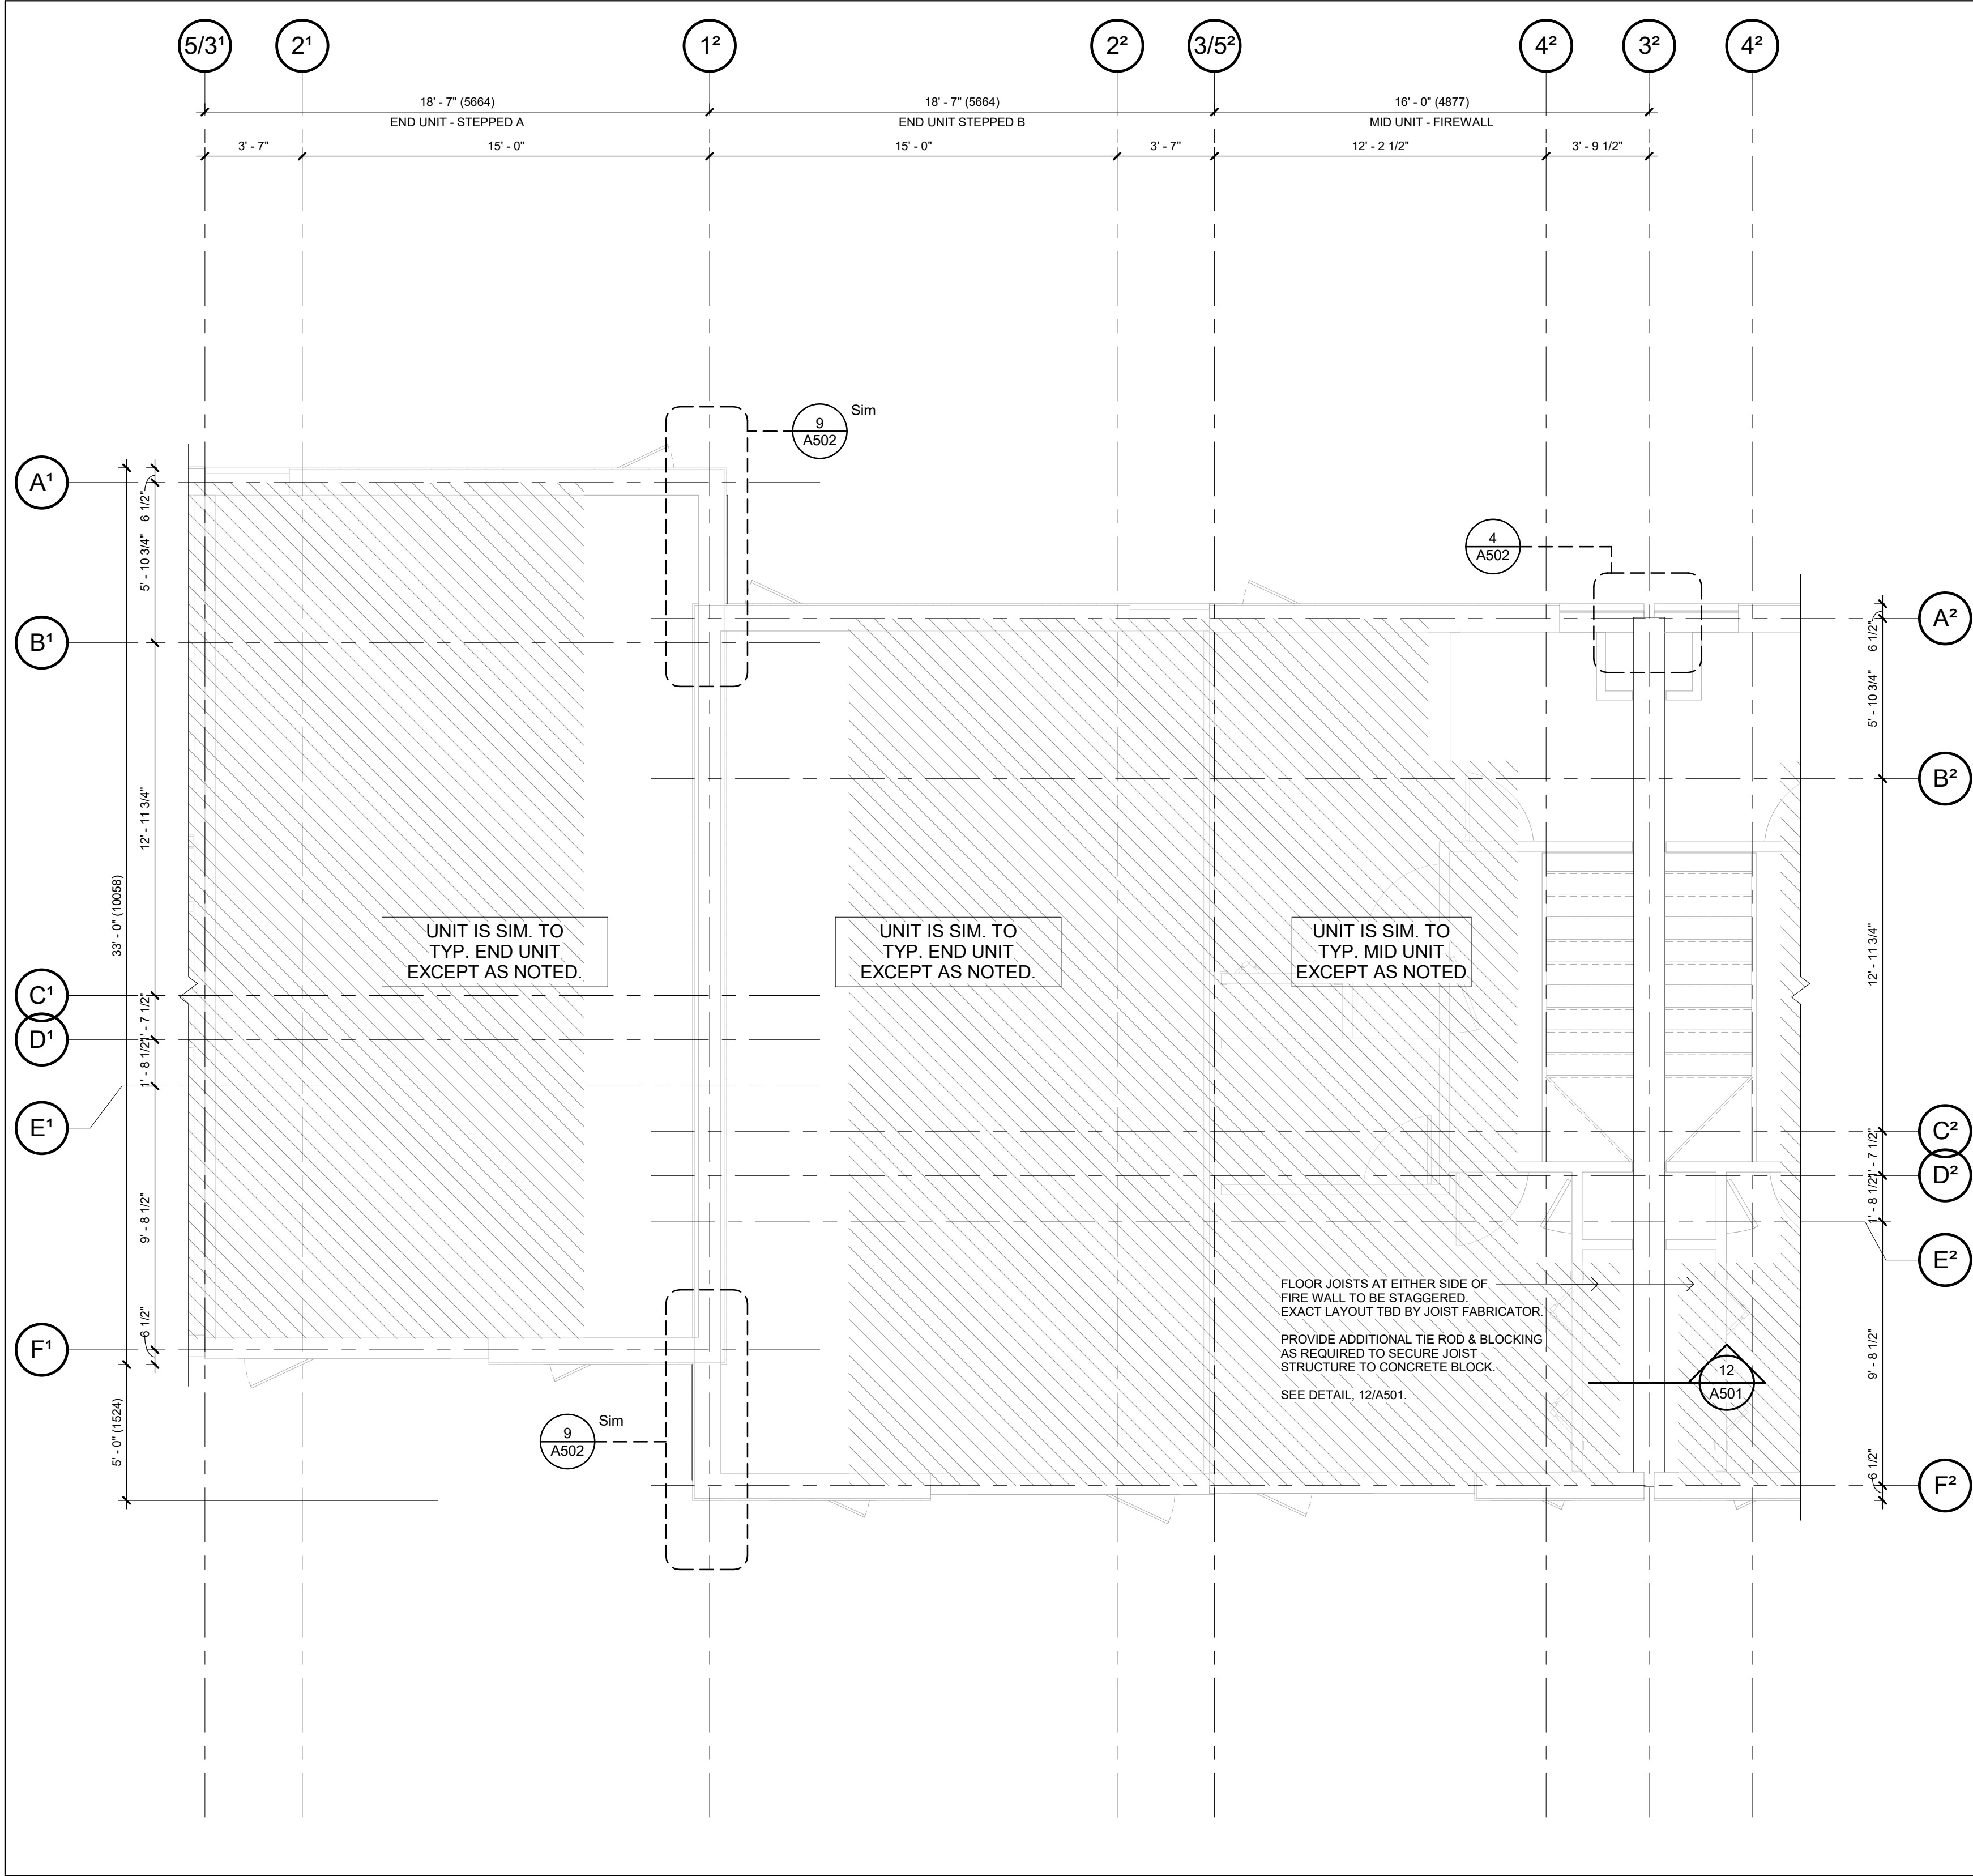 5/3¹ 2¹ 1² 2² 3/5² 4² 3² 4²
18' - 7" (5664) 18' - 7" (5664) 16' - 0" (4877)
END UNIT - STEPPED A END UNIT STEPPED B MID UNIT - FIREWALL
3' - 7" 15' - 0" 15' - 0" 3' - 7" 12' - 2 1/2" 3' - 9 1/2"
9
A502
Sim
4
A502
A¹
B¹
C¹
D¹
E¹
F¹
6 1/2"
5' - 10 3/4"
12' - 11 3/4"
33' - 0" (10058)
1' - 7 1/2"
1' - 8 1/2"
9' - 8 1/2"
6 1/2"
5' - 0" (1524)
UNIT IS SIM. TO
TYP. END UNIT
EXCEPT AS NOTED.
UNIT IS SIM. TO
TYP. END UNIT
EXCEPT AS NOTED.
UNIT IS SIM. TO
TYP. MID UNIT
EXCEPT AS NOTED
FLOOR JOISTS AT EITHER SIDE OF
FIRE WALL TO BE STAGGERED.
EXACT LAYOUT TBD BY JOIST FABRICATOR.
PROVIDE ADDITIONAL TIE ROD & BLOCKING
AS REQUIRED TO SECURE JOIST
STRUCTURE TO CONCRETE BLOCK.
SEE DETAIL, 12/A501.
12
A501
9
A502
Sim
A²
B²
C²
D²
E²
F²
6 1/2"
5' - 10 3/4"
12' - 11 3/4"
1' - 7 1/2"
1' - 8 1/2"
9' - 8 1/2"
6 1/2"